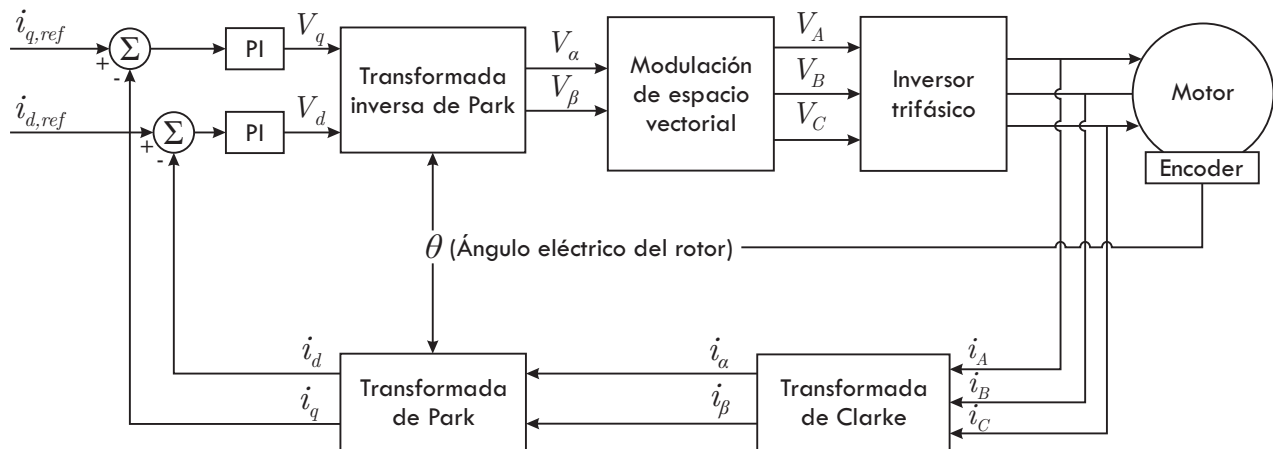 i_{q,ref}
+
Σ
-
PI
V_q
i_{d,ref}
+
Σ
-
PI
V_d
Transformada
inversa de Park
V_α
V_β
Modulación
de espacio
vectorial
V_A
V_B
V_C
Inversor
trifásico
Motor
Encoder
θ (Ángulo eléctrico del rotor)
i_d
i_q
Transformada
de Park
i_α
i_β
Transformada
de Clarke
i_A
i_B
i_C